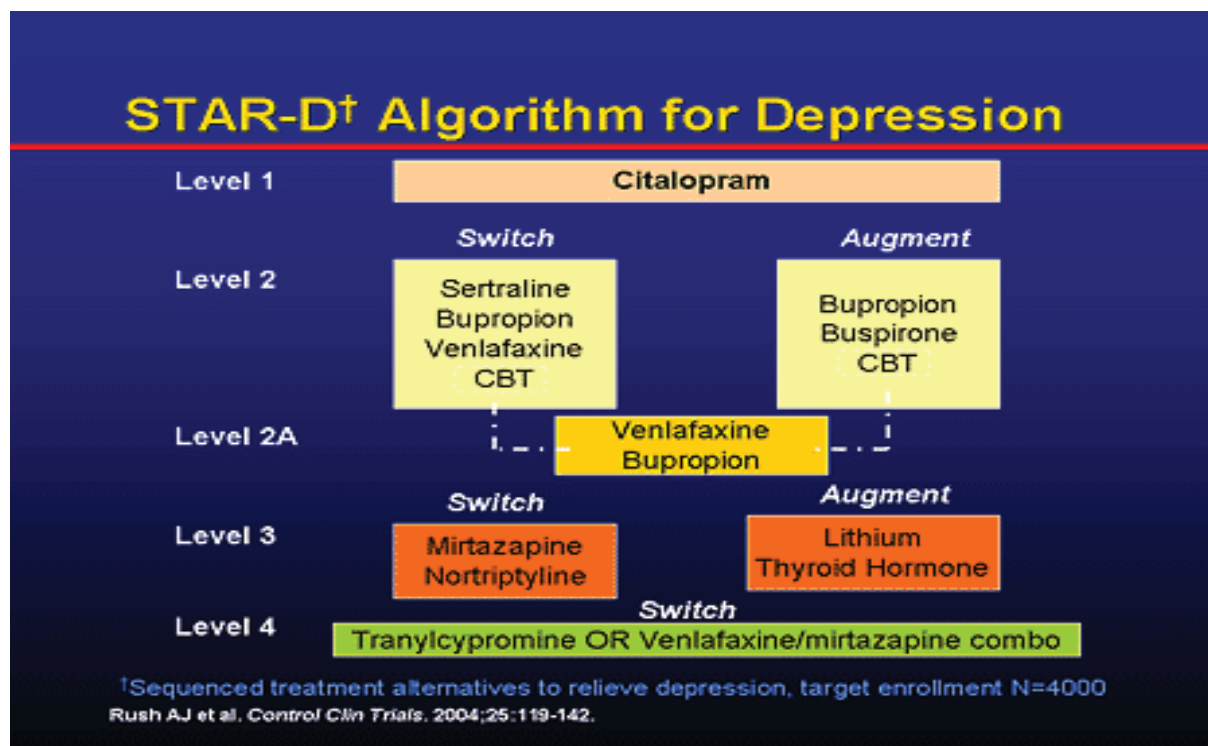 STAR-D† Algorithm for Depression
Level 1
Citalopram
Switch
Augment
Level 2
Sertraline
Bupropion
Venlafaxine
CBT
Bupropion
Buspirone
CBT
Level 2A
Venlafaxine
Bupropion
Switch
Augment
Level 3
Mirtazapine
Nortriptyline
Lithium
Thyroid Hormone
Switch
Level 4
Tranylcypromine OR Venlafaxine/mirtazapine combo
†Sequenced treatment alternatives to relieve depression, target enrollment N=4000
Rush AJ et al. Control Clin Trials. 2004;25:119-142.